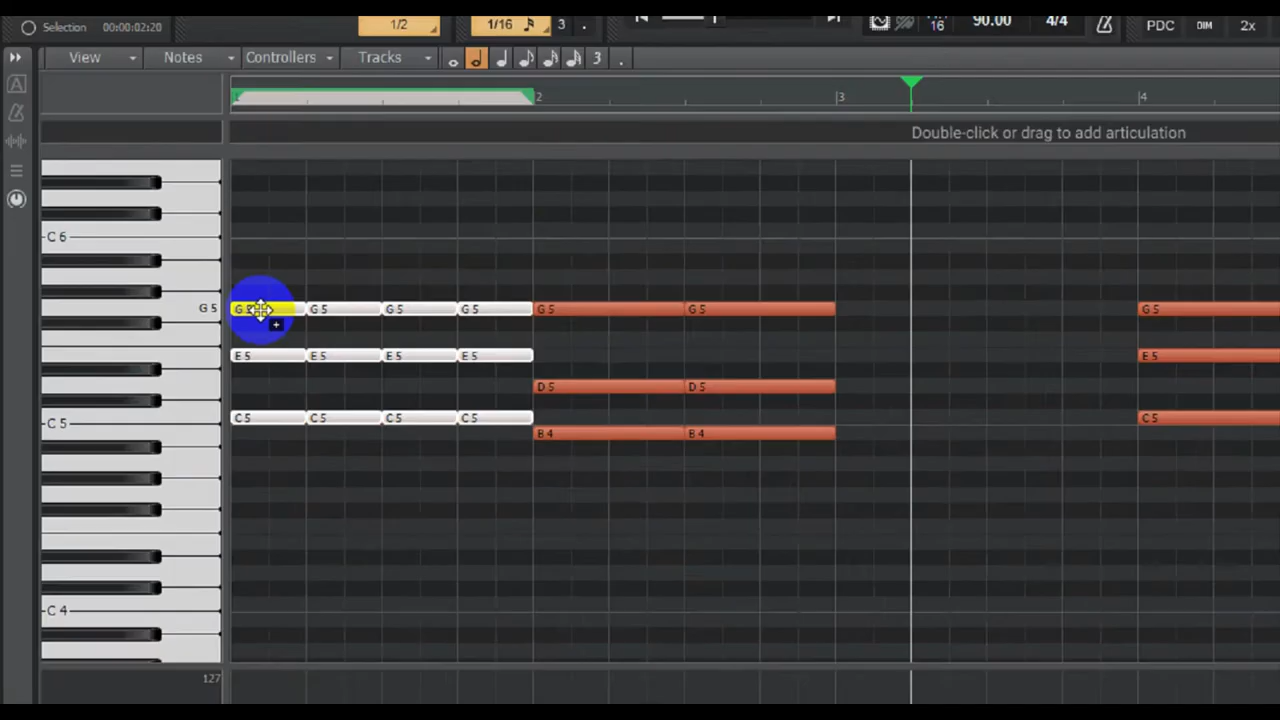 Selection 00:00:02:20 1/2 1/16 3 . 16 90.00 4/4 PDC DIM 2x
View Notes Controllers Tracks 3 .
1 2 3 4
Double-click or drag to add articulation
C 6
G 5 G 5 G 5 G 5 G 5 G 5 G 5 G 5
E 5 E 5 E 5 E 5 E 5
D 5 D 5
C 5 C 5 C 5 C 5 C 5 C 5
B 4 B 4
C 4
127